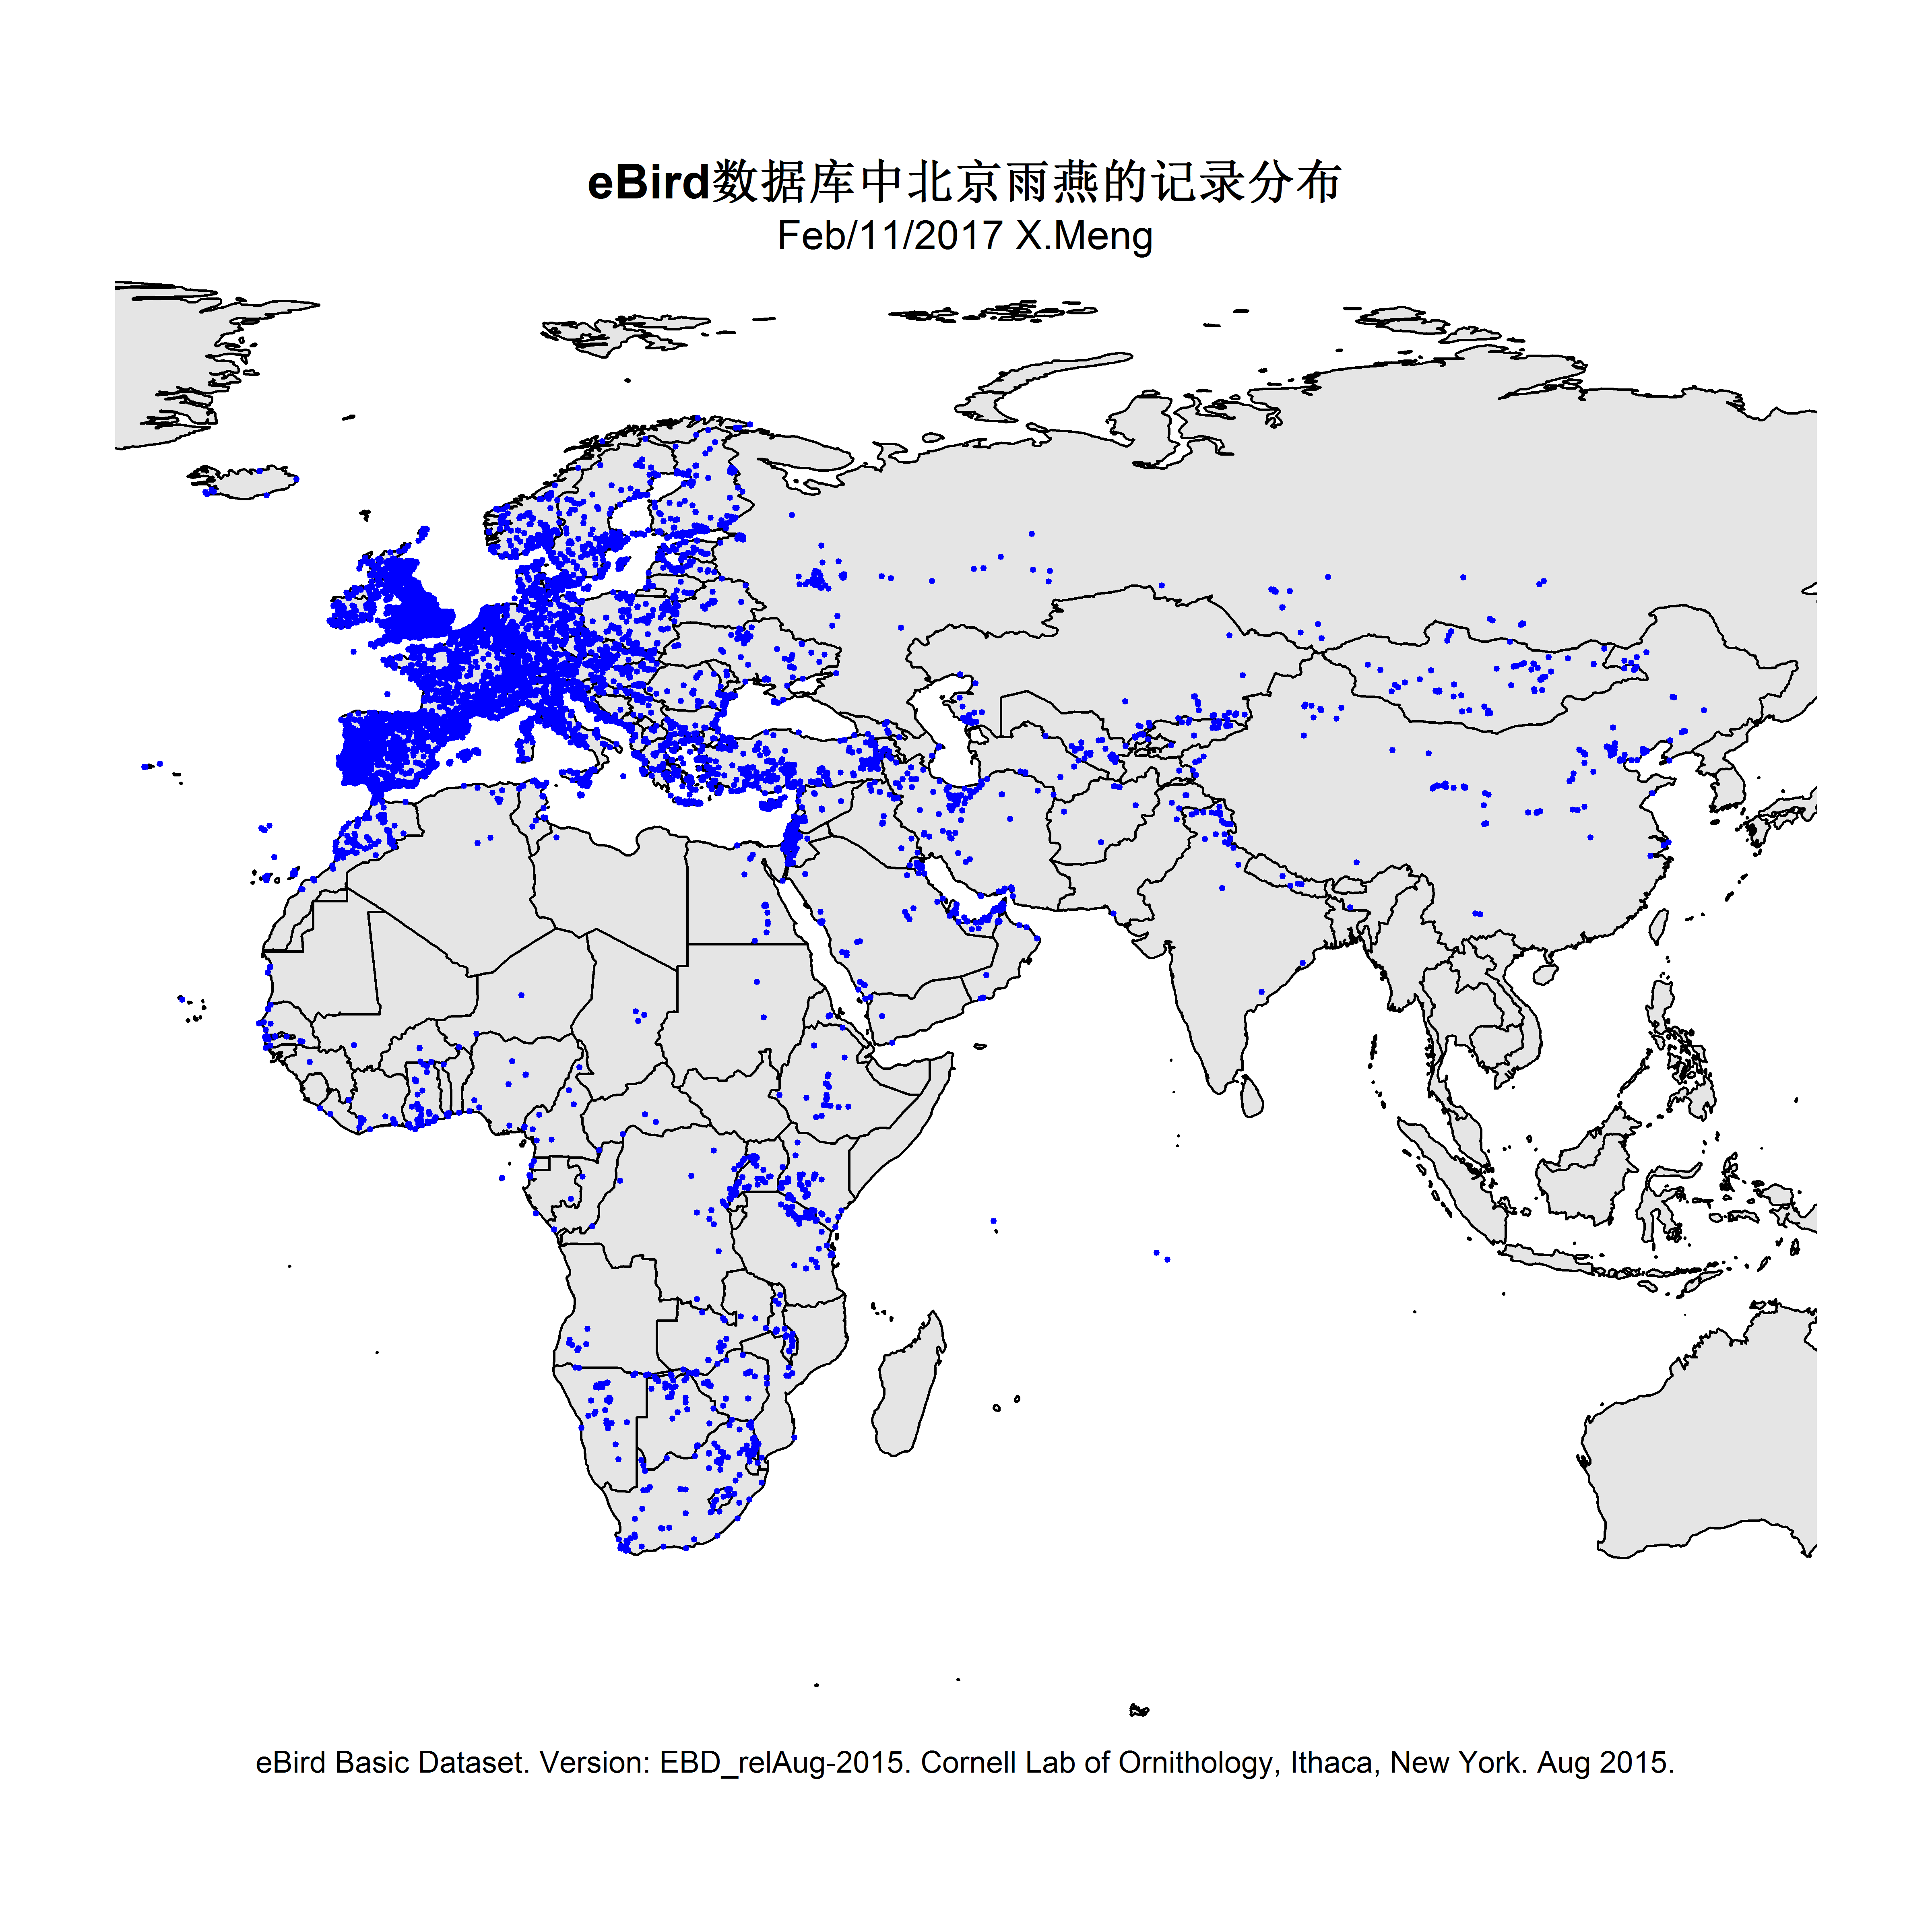 eBird数据库中北京雨燕的记录分布
Feb/11/2017 X.Meng
eBird Basic Dataset. Version: EBD_relAug-2015. Cornell Lab of Ornithology, Ithaca, New York. Aug 2015.